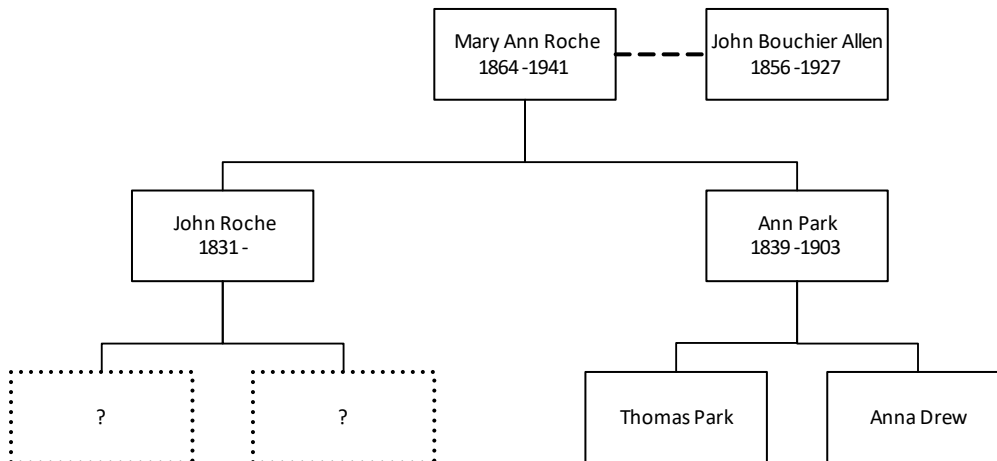 Mary Ann Roche
1864 -1941
John Bouchier Allen
1856 -1927
John Roche
1831 -
Ann Park
1839 -1903
?
?
Thomas Park
Anna Drew